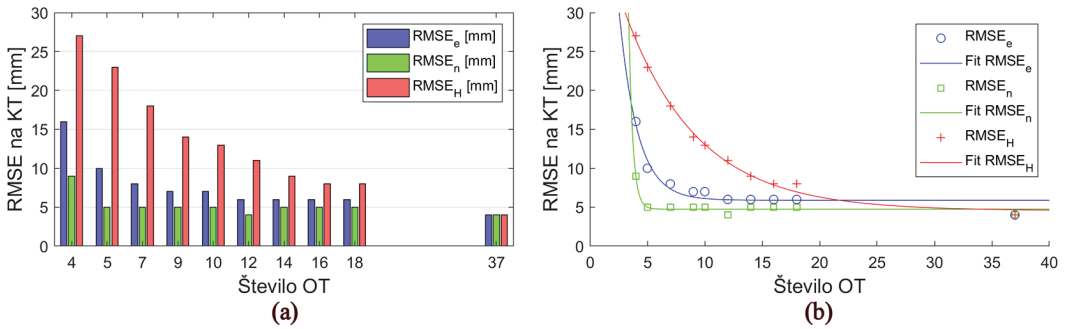 30
25
20
15
10
5
0
RMSE na KT [mm]
RMSEe [mm]
RMSEn [mm]
RMSEH [mm]
4 5 7 9 10 12 14 16 18 37
Število OT
(a)
30
25
20
15
10
5
0
RMSE na KT [mm]
RMSEe
Fit RMSEe
RMSEn
Fit RMSEn
RMSEH
Fit RMSEH
0 5 10 15 20 25 30 35 40
Število OT
(b)